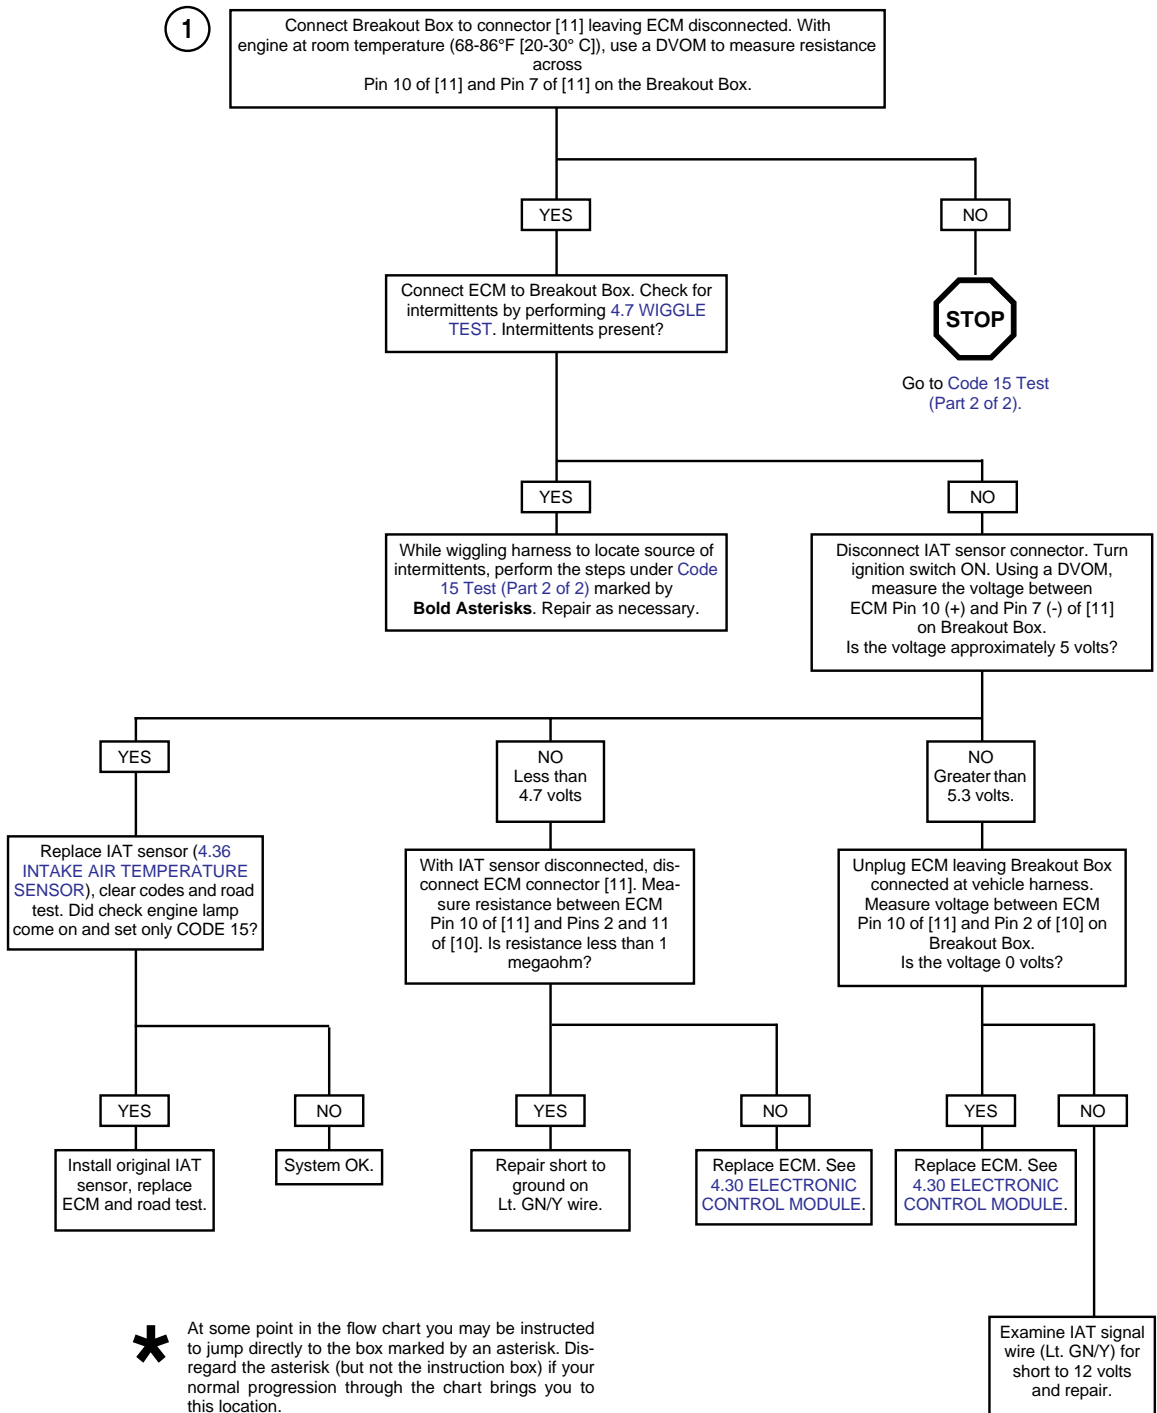 1
Connect Breakout Box to connector [11] leaving ECM disconnected. With
engine at room temperature (68-86°F [20-30° C]), use a DVOM to measure resistance
across
Pin 10 of [11] and Pin 7 of [11] on the Breakout Box.
YES
NO
Connect ECM to Breakout Box. Check for
intermittents by performing 4.7 WIGGLE
TEST. Intermittents present?
STOP
Go to Code 15 Test
(Part 2 of 2).
YES
NO
While wiggling harness to locate source of
intermittents, perform the steps under Code
15 Test (Part 2 of 2) marked by
Bold Asterisks. Repair as necessary.
Disconnect IAT sensor connector. Turn
ignition switch ON. Using a DVOM,
measure the voltage between
ECM Pin 10 (+) and Pin 7 (-) of [11]
on Breakout Box.
Is the voltage approximately 5 volts?
YES
NO
Less than
4.7 volts
NO
Greater than
5.3 volts.
Replace IAT sensor (4.36
INTAKE AIR TEMPERATURE
SENSOR), clear codes and road
test. Did check engine lamp
come on and set only CODE 15?
With IAT sensor disconnected, dis-
connect ECM connector [11]. Mea-
sure resistance between ECM
Pin 10 of [11] and Pins 2 and 11
of [10]. Is resistance less than 1
megaohm?
Unplug ECM leaving Breakout Box
connected at vehicle harness.
Measure voltage between ECM
Pin 10 of [11] and Pin 2 of [10] on
Breakout Box.
Is the voltage 0 volts?
YES
NO
YES
NO
YES
NO
Install original IAT
sensor, replace
ECM and road test.
System OK.
Repair short to
ground on
Lt. GN/Y wire.
Replace ECM. See
4.30 ELECTRONIC
CONTROL MODULE.
Replace ECM. See
4.30 ELECTRONIC
CONTROL MODULE.
Examine IAT signal
wire (Lt. GN/Y) for
short to 12 volts
and repair.
* At some point in the flow chart you may be instructed
to jump directly to the box marked by an asterisk. Dis-
regard the asterisk (but not the instruction box) if your
normal progression through the chart brings you to
this location.